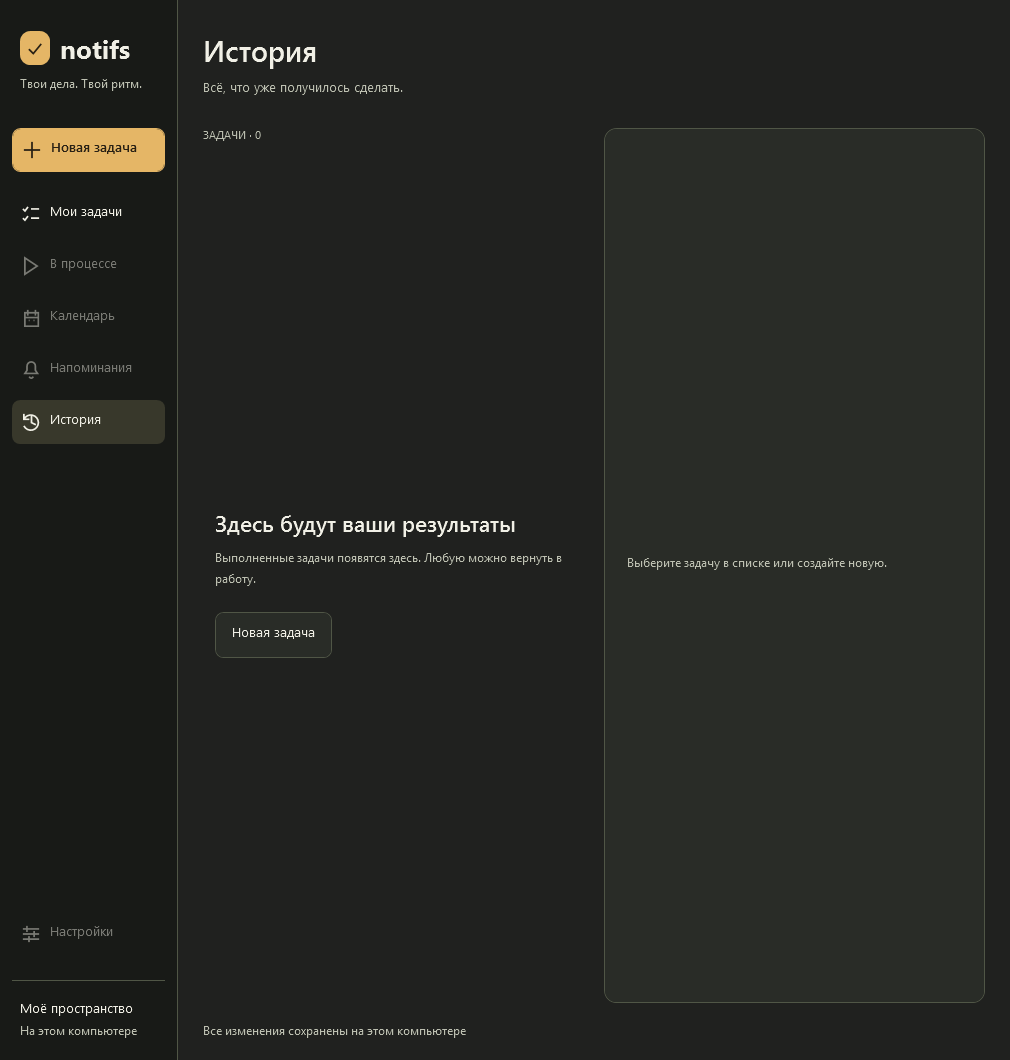 notifs
Твои дела. Твой ритм.
Новая задача
Мои задачи
В процессе
Календарь
Напоминания
История
Настройки
Моё пространство
На этом компьютере
История
Всё, что уже получилось сделать.
ЗАДАЧИ · 0
Здесь будут ваши результаты
Выполненные задачи появятся здесь. Любую можно вернуть в
работу.
Новая задача
Выберите задачу в списке или создайте новую.
Все изменения сохранены на этом компьютере